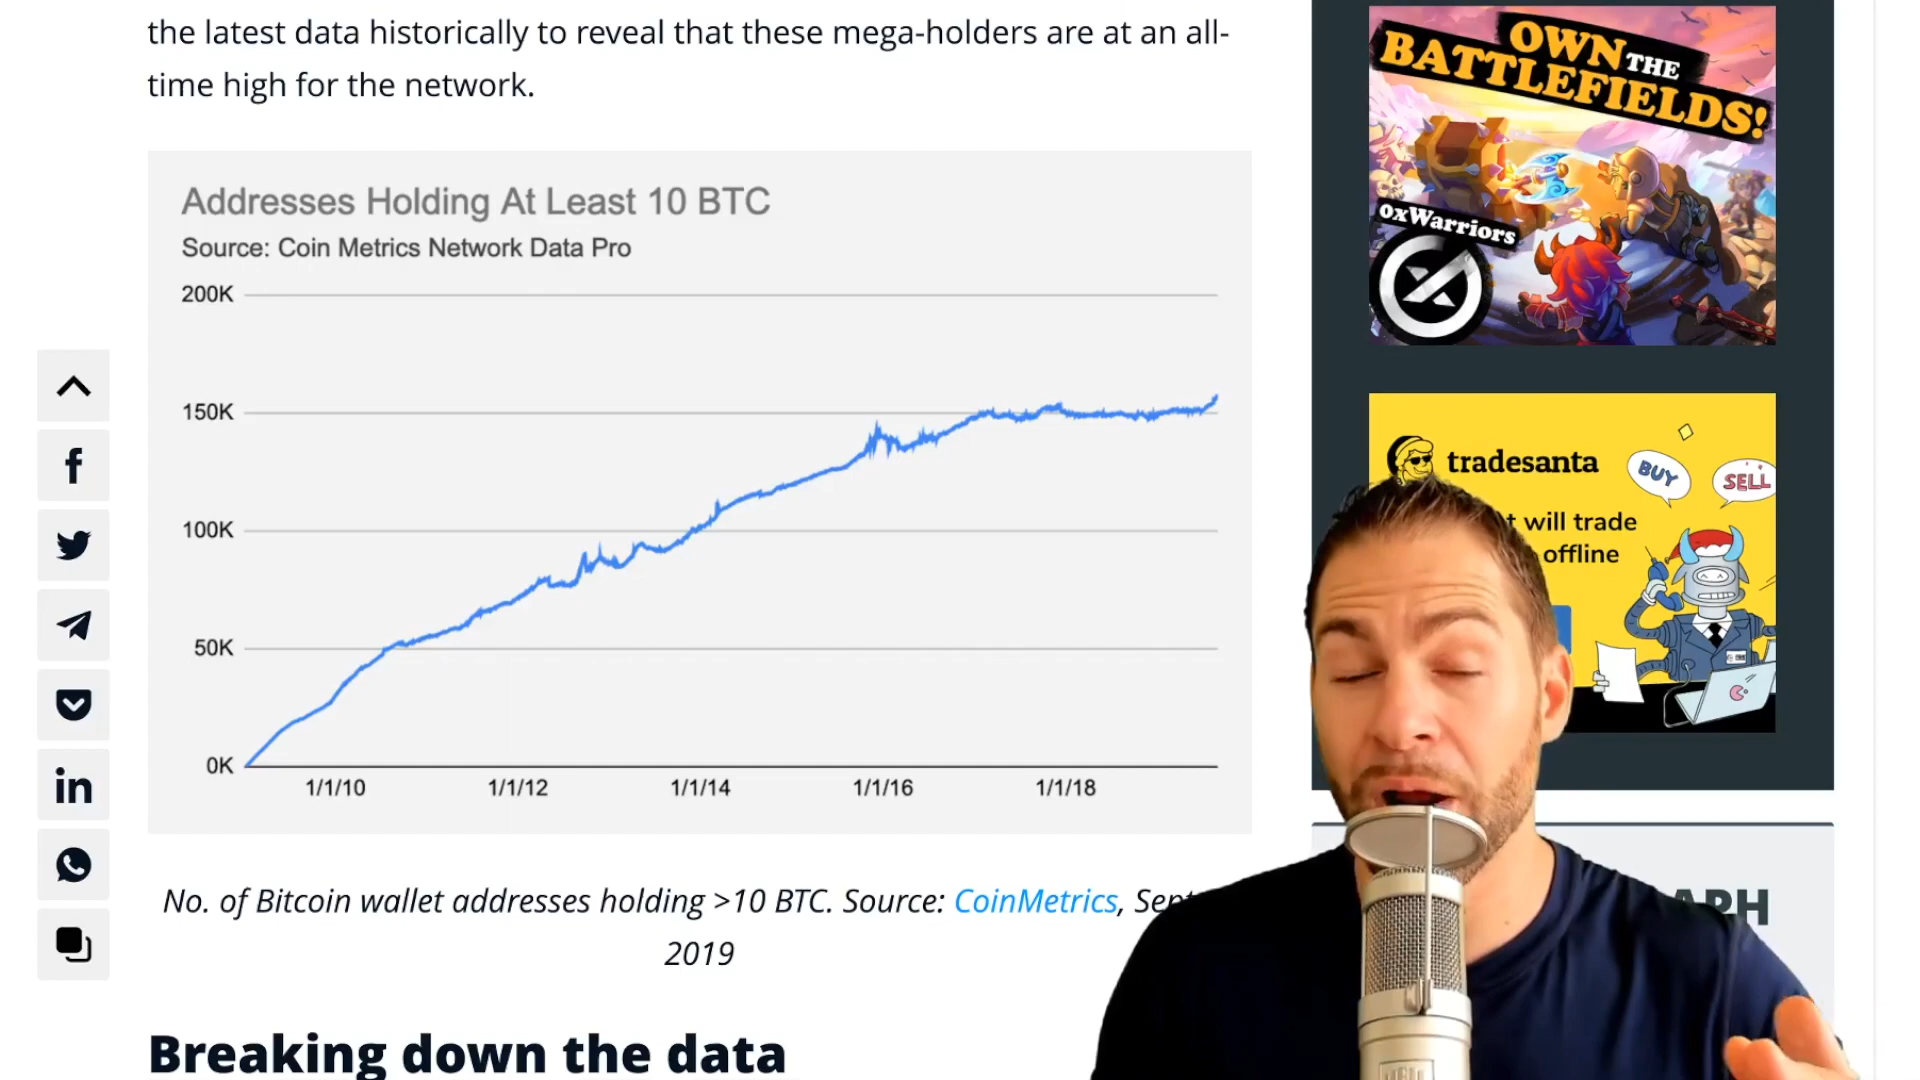 the latest data historically to reveal that these mega-holders are at an all-
time high for the network.
Addresses Holding At Least 10 BTC
Source: Coin Metrics Network Data Pro
200K
150K
100K
50K
0K
1/1/10 1/1/12 1/1/14 1/1/16 1/1/18
No. of Bitcoin wallet addresses holding >10 BTC. Source: CoinMetrics,
2019
Breaking down the data
OWN THE
BATTLEFIELDS!
oxWarriors
tradesanta
BUY
SELL
will trade
offline